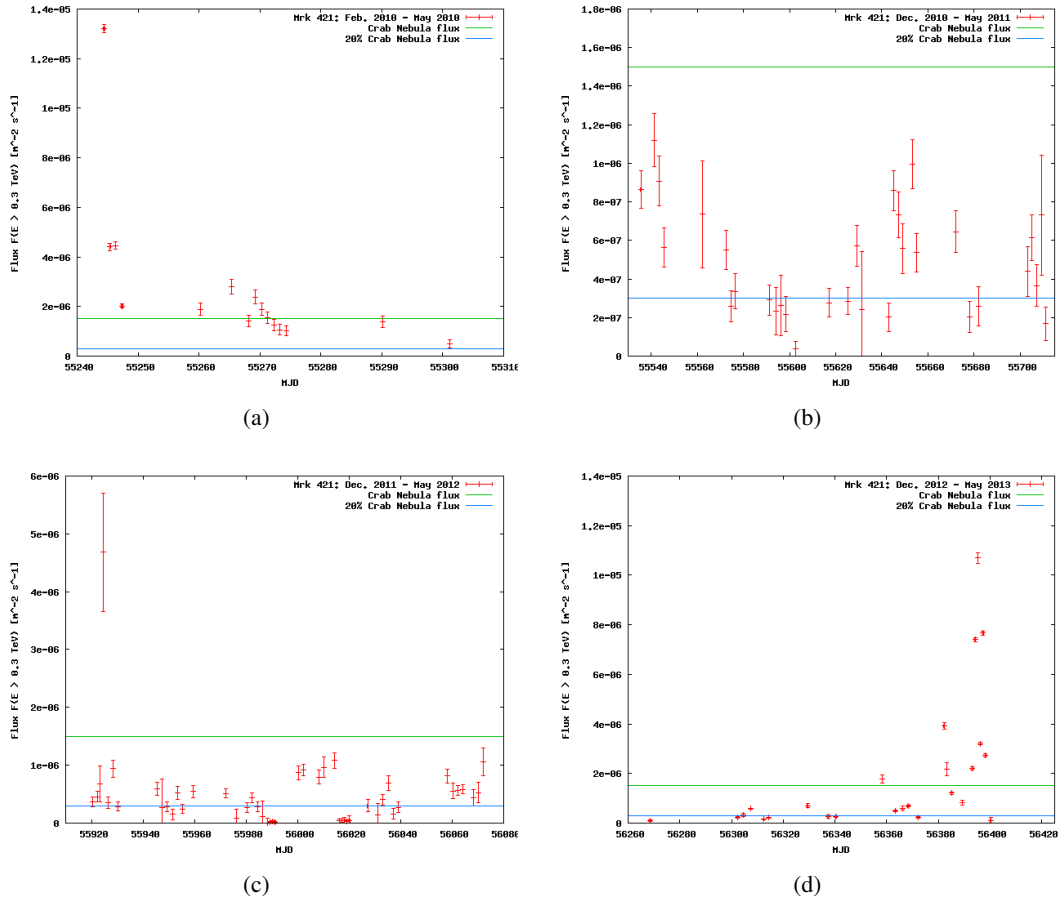 Mrk 421: Feb. 2010 - May 2010
Crab Nebula flux
20% Crab Nebula flux
1.4e-05
1.2e-05
1e-05
8e-06
6e-06
4e-06
2e-06
0
Flux F(E > 0.3 TeV) [m^-2 s^-1]
55240 55250 55260 55270 55280 55290 55300 55310
MJD
(a)
Mrk 421: Dec. 2010 - May 2011
Crab Nebula flux
20% Crab Nebula flux
1.8e-06
1.6e-06
1.4e-06
1.2e-06
1e-06
8e-07
6e-07
4e-07
2e-07
0
Flux F(E > 0.3 TeV) [m^-2 s^-1]
55540 55560 55580 55600 55620 55640 55660 55680 55700
MJD
(b)
Mrk 421: Dec. 2011 - May 2012
Crab Nebula flux
20% Crab Nebula flux
6e-06
5e-06
4e-06
3e-06
2e-06
1e-06
0
Flux F(E > 0.3 TeV) [m^-2 s^-1]
55920 55940 55960 55980 56000 56020 56040 56060 56080
MJD
(c)
Mrk 421: Dec. 2012 - May 2013
Crab Nebula flux
20% Crab Nebula flux
1.4e-05
1.2e-05
1e-05
8e-06
6e-06
4e-06
2e-06
0
Flux F(E > 0.3 TeV) [m^-2 s^-1]
56260 56280 56300 56320 56340 56360 56380 56400 56420
MJD
(d)